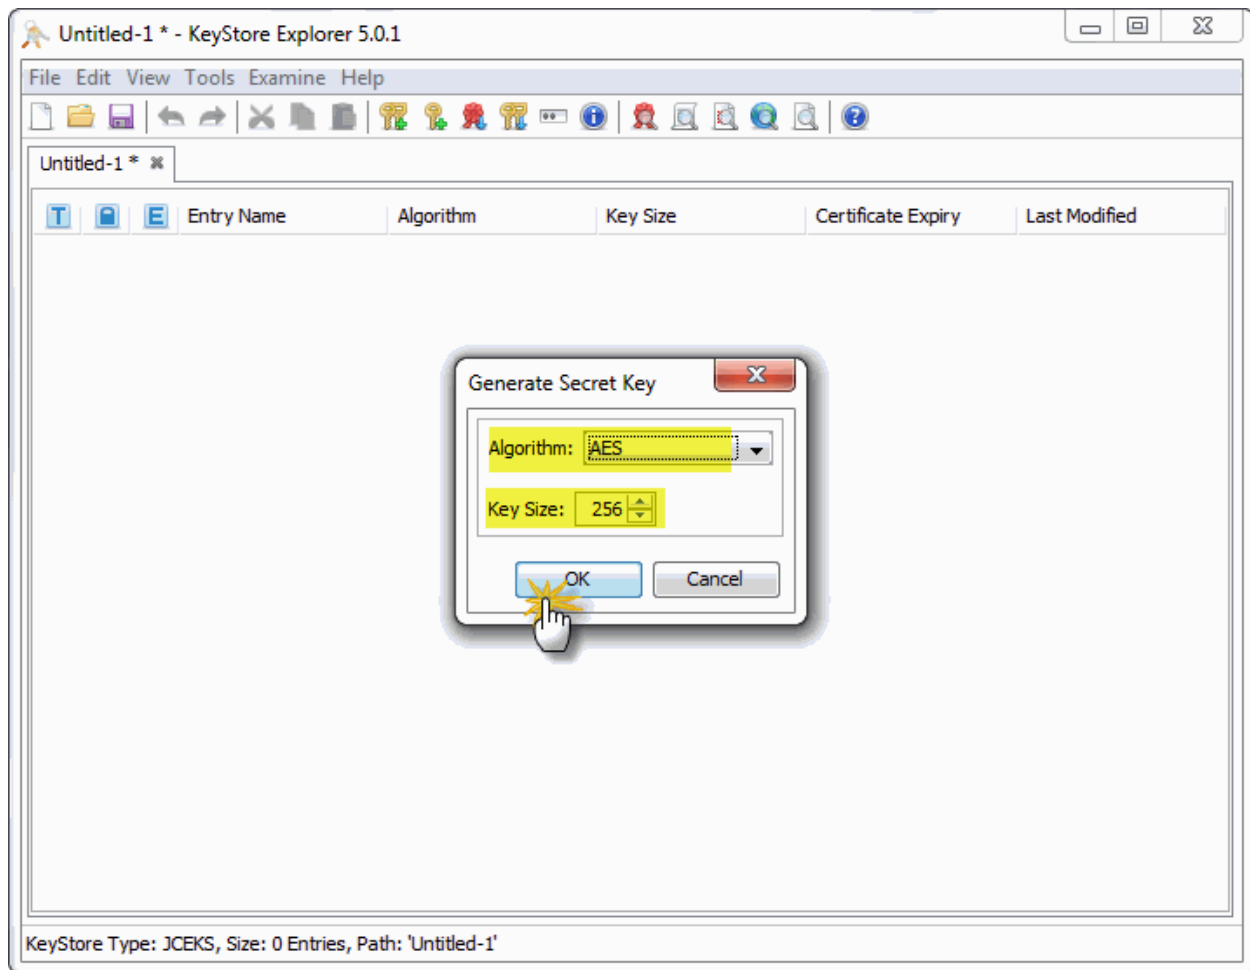 Untitled-1 * - KeyStore Explorer 5.0.1
File Edit View Tools Examine Help
Untitled-1 *
T E Entry Name Algorithm Key Size Certificate Expiry Last Modified
Generate Secret Key
Algorithm: AES
Key Size: 256
OK Cancel
KeyStore Type: JCEKS, Size: 0 Entries, Path: 'Untitled-1'